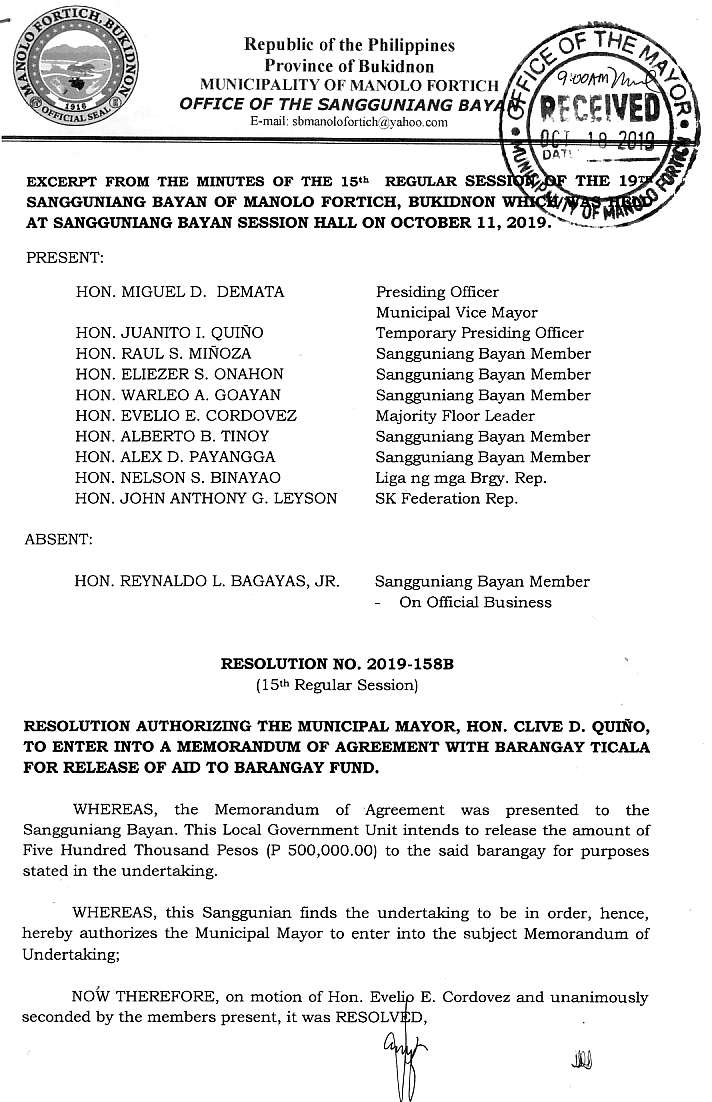 MANOLO FORTICH, BUKIDNON
1916
OFFICIAL SEAL
Republic of the Philippines
Province of Bukidnon
MUNICIPALITY OF MANOLO FORTICH
OFFICE OF THE SANGGUNIANG BAYA
E-mail: sbmanolofortich@yahoo.com
OFFICE OF THE MAYOR
9:00AM
RECEIVED
OCT 18 2019
DATE
MUNICIPALITY OF MANOLO FORTICH
EXCERPT FROM THE MINUTES OF THE 15th REGULAR SESSION OF THE 19TH
SANGGUNIANG BAYAN OF MANOLO FORTICH, BUKIDNON WHICH WAS HELD
AT SANGGUNIANG BAYAN SESSION HALL ON OCTOBER 11, 2019.
PRESENT:
HON. MIGUEL D. DEMATA Presiding Officer
Municipal Vice Mayor
HON. JUANITO I. QUIÑO Temporary Presiding Officer
HON. RAUL S. MIÑOZA Sangguniang Bayan Member
HON. ELIEZER S. ONAHON Sangguniang Bayan Member
HON. WARLEO A. GOAYAN Sangguniang Bayan Member
HON. EVELIO E. CORDOVEZ Majority Floor Leader
HON. ALBERTO B. TINOY Sangguniang Bayan Member
HON. ALEX D. PAYANGGA Sangguniang Bayan Member
HON. NELSON S. BINAYAO Liga ng mga Brgy. Rep.
HON. JOHN ANTHONY G. LEYSON SK Federation Rep.
ABSENT:
HON. REYNALDO L. BAGAYAS, JR. Sangguniang Bayan Member
- On Official Business
RESOLUTION NO. 2019-158B
(15th Regular Session)
RESOLUTION AUTHORIZING THE MUNICIPAL MAYOR, HON. CLIVE D. QUIÑO,
TO ENTER INTO A MEMORANDUM OF AGREEMENT WITH BARANGAY TICALA
FOR RELEASE OF AID TO BARANGAY FUND.
WHEREAS, the Memorandum of Agreement was presented to the
Sangguniang Bayan. This Local Government Unit intends to release the amount of
Five Hundred Thousand Pesos (P 500,000.00) to the said barangay for purposes
stated in the undertaking.
WHEREAS, this Sanggunian finds the undertaking to be in order, hence,
hereby authorizes the Municipal Mayor to enter into the subject Memorandum of
Undertaking;
NOW THEREFORE, on motion of Hon. Evelio E. Cordovez and unanimously
seconded by the members present, it was RESOLVED,